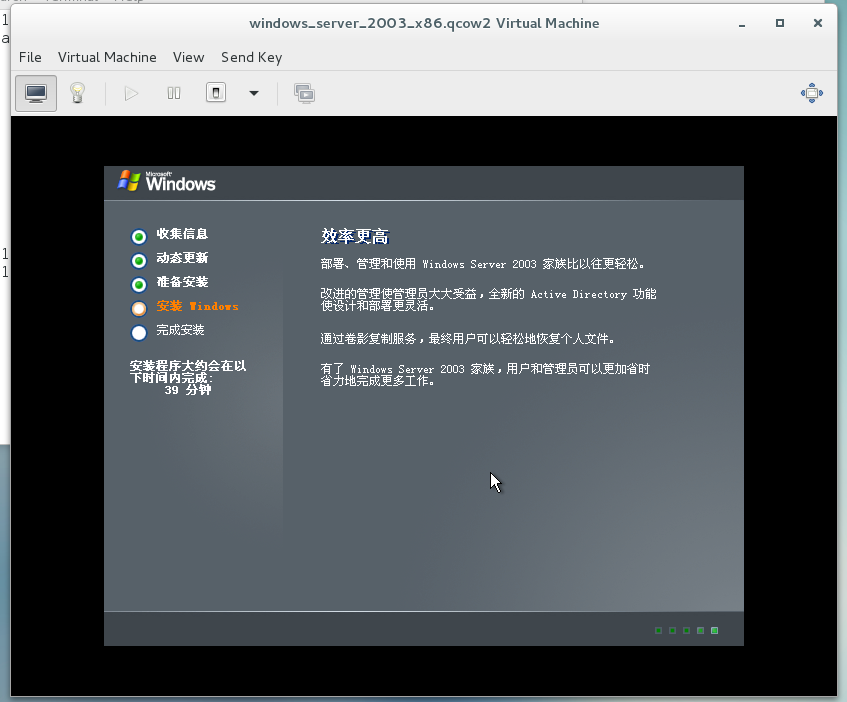 windows_server_2003_x86.qcow2 Virtual Machine
File Virtual Machine View Send Key
Microsoft
Windows
收集信息
动态更新
准备安装
安装 Windows
完成安装
安装程序大约会在以
下时间内完成:
39 分钟
效率更高
部署、管理和使用 Windows Server 2003 家族比以往更轻松。
改进的管理使管理员大大受益，全新的 Active Directory 功能
使设计和部署更灵活。
通过卷影复制服务，最终用户可以轻松地恢复个人文件。
有了 Windows Server 2003 家族，用户和管理员可以更加省时
省力地完成更多工作。